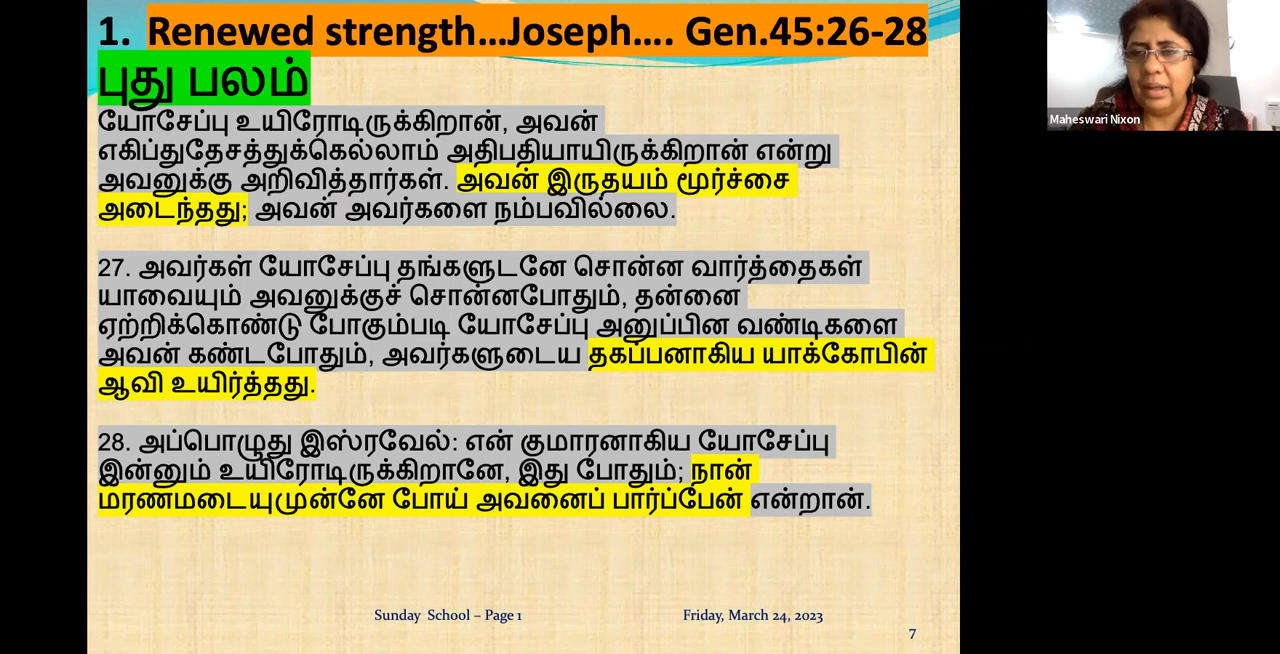 1. Renewed strength...Joseph.... Gen.45:26-28
புது பலம்
யோசேப்பு உயிரோடிருக்கிறான், அவன்
எகிப்துதேசத்துக்கெல்லாம் அதிபதியாயிருக்கிறான் என்று
அவனுக்கு அறிவித்தார்கள். அவன் இருதயம் மூர்ச்சை
அடைந்தது; அவன் அவர்களை நம்பவில்லை.
27. அவர்கள் யோசேப்பு தங்களுடனே சொன்ன வார்த்தைகள்
யாவையும் அவனுக்குச் சொன்னபோதும், தன்னை
ஏற்றிக்கொண்டு போகும்படி யோசேப்பு அனுப்பின வண்டிகளை
அவன் கண்டபோதும், அவர்களுடைய தகப்பனாகிய யாக்கோபின்
ஆவி உயிர்த்தது.
28. அப்பொழுது இஸ்ரவேல்: என் குமாரனாகிய யோசேப்பு
இன்னும் உயிரோடிருக்கிறானே, இது போதும்; நான்
மரணமடையுமுன்னே போய் அவனைப் பார்ப்பேன் என்றான்.
Sunday School – Page 1
Friday, March 24, 2023
7
Maheswari Nixon